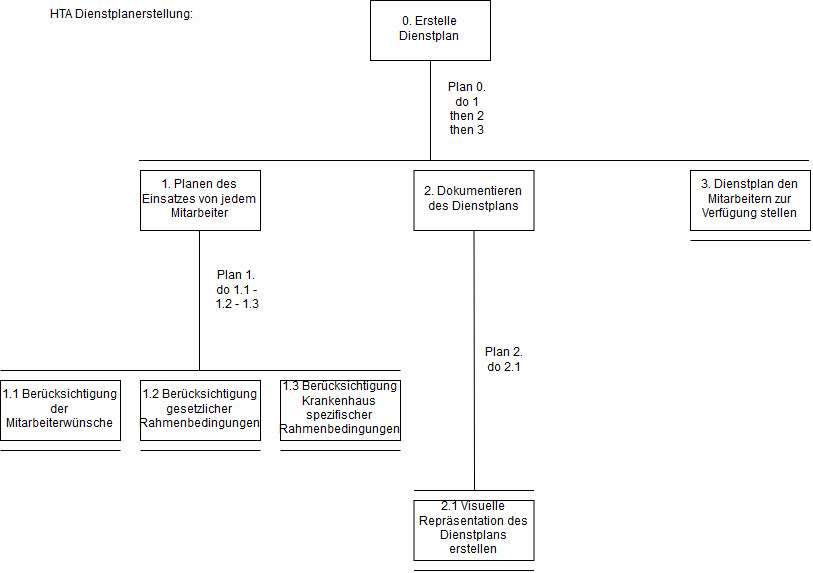 HTA Dienstplanerstellung:
0. Erstelle
Dienstplan
Plan 0.
do 1
then 2
then 3
1. Planen des
Einsatzes von jedem
Mitarbeiter
2. Dokumentieren
des Dienstplans
3. Dienstplan den
Mitarbeitern zur
Verfügung stellen
Plan 1.
do 1.1 -
1.2 - 1.3
Plan 2.
do 2.1
1.1 Berücksichtigung
der
Mitarbeiterwünsche
1.2 Berücksichtigung
gesetzlicher
Rahmenbedingungen
1.3 Berücksichtigung
Krankenhaus
spezifischer
Rahmenbedingungen
2.1 Visuelle
Repräsentation des
Dienstplans
erstellen